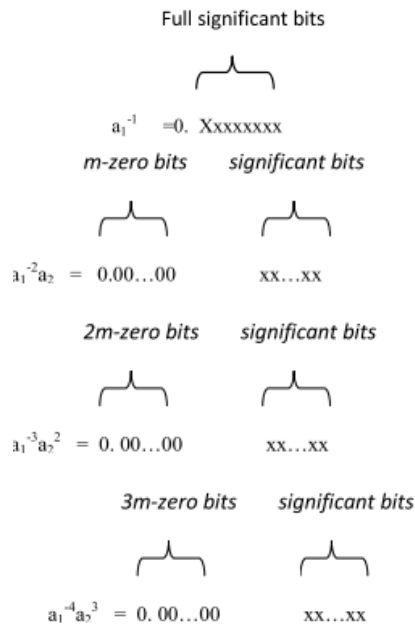 Full significant bits
a₁⁻¹ =0. Xxxxxxxx
m-zero bits significant bits
a₁⁻²a₂ = 0.00...00 xx...xx
2m-zero bits significant bits
a₁⁻³a₂² = 0. 00...00 xx...xx
3m-zero bits significant bits
a₁⁻⁴a₂³ = 0. 00...00 xx...xx